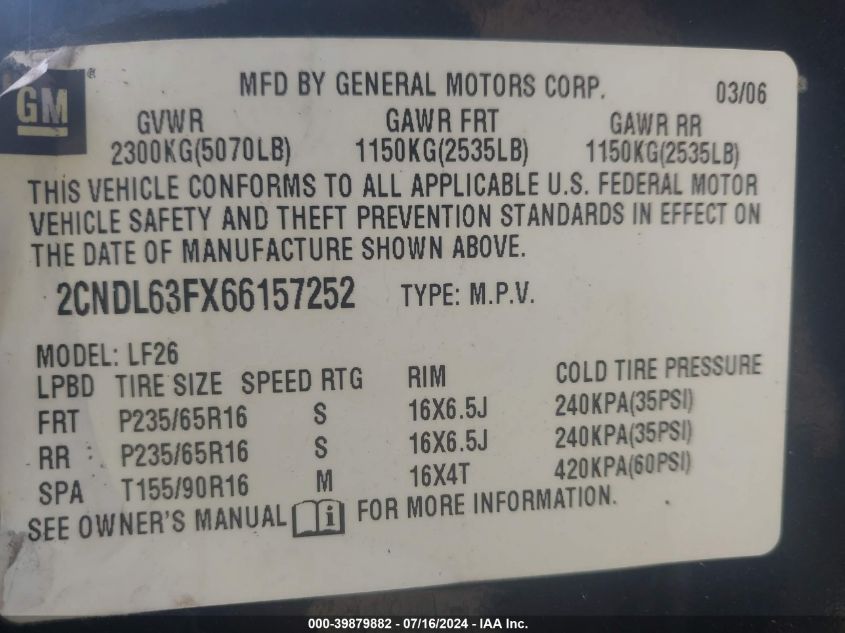 GM ®
MFD BY GENERAL MOTORS CORP. 03/06
GVWR GAWR FRT GAWR RR
2300KG(5070LB) 1150KG(2535LB) 1150KG(2535LB)
THIS VEHICLE CONFORMS TO ALL APPLICABLE U.S. FEDERAL MOTOR
VEHICLE SAFETY AND THEFT PREVENTION STANDARDS IN EFFECT ON
THE DATE OF MANUFACTURE SHOWN ABOVE.
2CNDL63FX66157252 TYPE: M.P.V.
MODEL: LF26
LPBD TIRE SIZE SPEED RTG RIM COLD TIRE PRESSURE
FRT P235/65R16 S 16X6.5J 240KPA(35PSI)
RR P235/65R16 S 16X6.5J 240KPA(35PSI)
SPA T155/90R16 M 16X4T 420KPA(60PSI)
SEE OWNER'S MANUAL i FOR MORE INFORMATION.
000-39879882 - 07/16/2024 - IAA Inc.